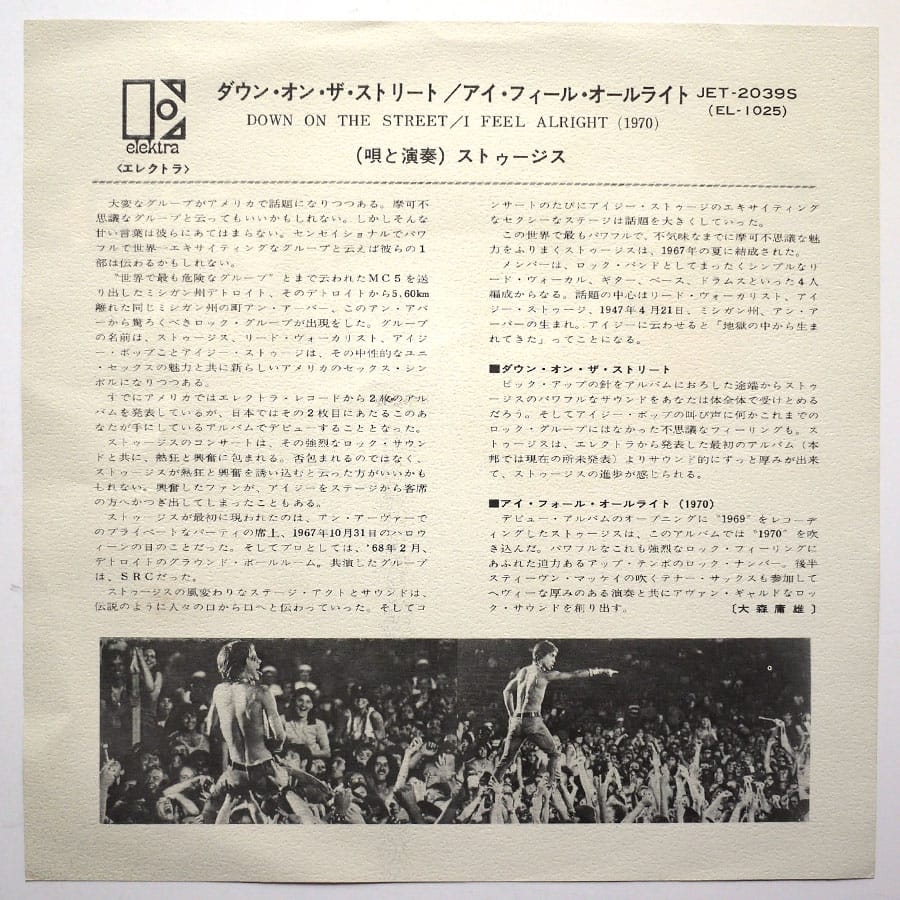 ダウン・オン・ザ・ストリート/アイ・フィール・オールライト JET-2039S
(EL-1025)
DOWN ON THE STREET/I FEEL ALRIGHT (1970)
elektra
〈エレクトラ〉
(唄と演奏) ストゥージス
大変なグループがアメリカで話題になりつつある。摩可不
思議なグループと云ってもいいかもしれない。しかしそんな
甘い言葉は彼らにあてはまらない。センセイショナルでパワ
フルで世界一エキサイティングなグループと云えば彼らの1
部は伝わるかもしれない。
“世界で最も危険なグループ”とまで云われたMC5を送
り出したミシガン州デトロイト、そのデトロイトから5,60km
離れた同じミシガン州の町アン・アーバー、このアン・アバ
ーから驚ろくべきロック・グループが出現をした。グループ
の名前は、ストゥージス、リード・ヴォーカリスト、アイジ
ー・ポップことアイジー・ストゥージは、その中性的なユニ
・セックスの魅力と共に新らしいアメリカのセックス・シン
ボルになりつつある。
すでにアメリカではエレクトラ・レコードから2枚のアル
バムを発表しているが、日本ではその2枚目にあたるこのあ
なたが手にしているアルバムでデビューすることとなった。
ストゥージスのコンサートは、その強烈なロック・サウン
ドと共に、熱狂と興奮に包まれる。否包まれるのではなく、
ストゥージスが熱狂と興奮を誘い込むと云った方がいいかも
もれない。興奮したファンが、アイジーをステージから客席
の方へかつぎ出してしまったこともある。
ストゥージスが最初に現われたのは、アン・アーヴァーで
のプライベートなパーティの席上、1967年10月31日のハロウ
ィーンの日のことだった。そしてプロとしては、’68年2月、
デトロイトのグラウンド・ボールルーム。共演したグループ
は、SRCだった。
ストゥージスの風変わりなステージ・アクトとサウンドは、
伝説のように人々の口から口へと伝わっていった。そしてコ
ンサートのたびにアイジー・ストゥージのエキサイティング
なセクシーなステージは話題を大きくしていった。
この世界で最もパワフルで、不気味なまでに摩可不思議な魅
力をふりまくストゥージスは、1967年の夏に結成された。
メンバーは、ロック・バンドとしてまったくシンプルなリ
ード・ヴォーカル、ギター、ベース、ドラムスといった4人
編成からなる。話題の中心はリード・ヴォーカリスト、アイ
ジー・ストゥージ、1947年4月21日、ミシガン州、アン・ア
ーバーの生まれ。アイジーに云わせると「地獄の中から生ま
れてきた」ってことになる。
■ダウン・オン・ザ・ストリート
ピック・アップの針をアルバムにおろした途端からストゥ
ージスのパワフルなサウンドをあなたは体全体で受けとめる
だろう。そしてアイジー・ポップの叫び声に何かこれまでの
ロック・グループにはなかった不思議なフィーリングも。ス
トゥージスは、エレクトラから発表した最初のアルバム(本
邦では現在の所未発表)よりサウンド的にずっと厚みが出来
て、ストゥージスの進歩が感じられる。
■アイ・フォール・オールライト (1970)
デビュー・アルバムのオープニングに“1969”をレコーデ
ィングしたストゥージスは、このアルバムでは“1970”を吹
き込んだ。パワフルなこれも強烈なロック・フィーリングに
あふれた迫力あるアップ・テンポのロック・ナンバー。後半
スティーヴン・マッケイの吹くテナー・サックスも参加して
ヘヴィーな厚みのある演奏と共にアヴァン・ギャルドなロッ
ク・サウンドを創り出す。
〔大森庸雄〕